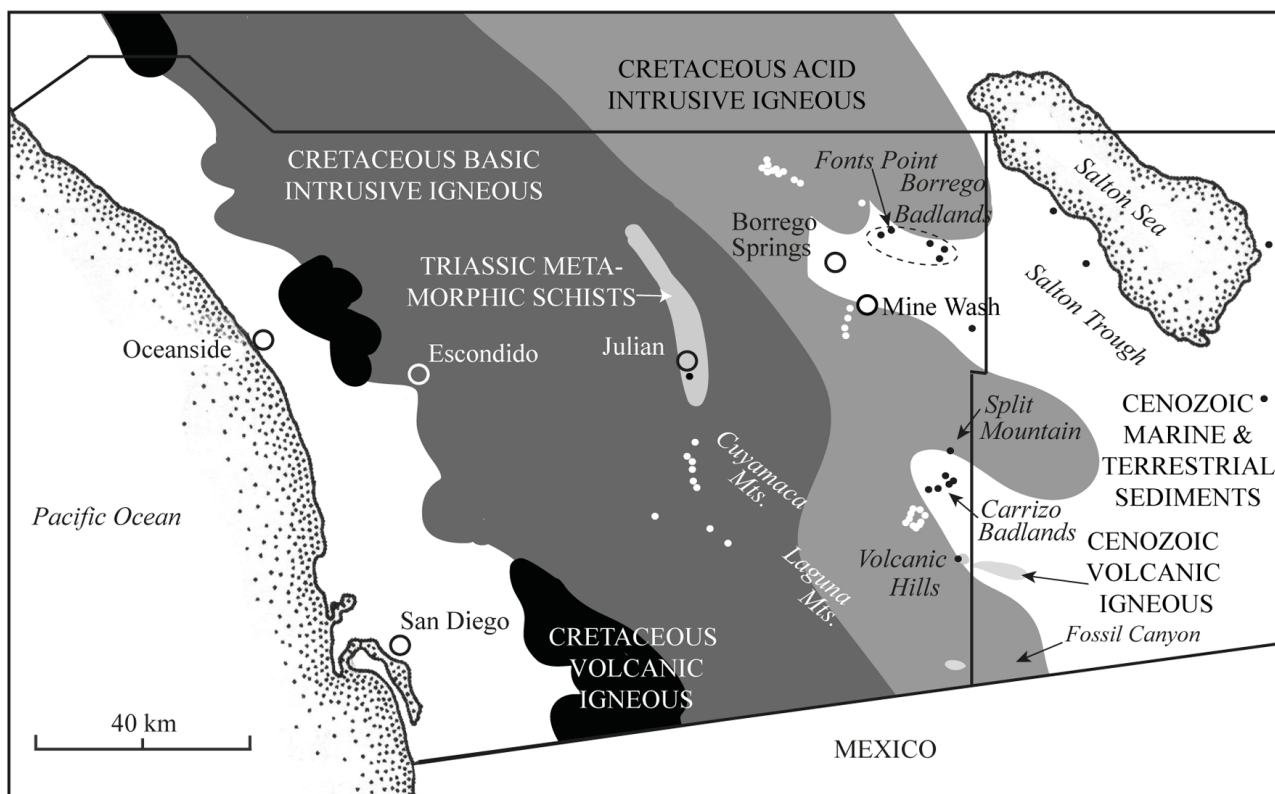 CRETACEOUS ACID
INTRUSIVE IGNEOUS
CRETACEOUS BASIC
INTRUSIVE IGNEOUS
Fonts Point
Borrego
Badlands
Salton Sea
Borrego
Springs
TRIASSIC META-
MORPHIC SCHISTS
Salton Trough
Mine Wash
Oceanside
Escondido
Julian
Split
Mountain
CENOZOIC
MARINE &
TERRESTRIAL
SEDIMENTS
Cuyamaca
Mts.
Pacific Ocean
Carrizo
Badlands
CENOZOIC
VOLCANIC
IGNEOUS
Volcanic
Hills
Laguna
Mts.
San Diego
CRETACEOUS
VOLCANIC
IGNEOUS
Fossil Canyon
40 km
MEXICO